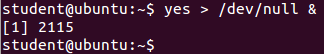 student@ubuntu:~$ yes > /dev/null &
[1] 2115
student@ubuntu:~$